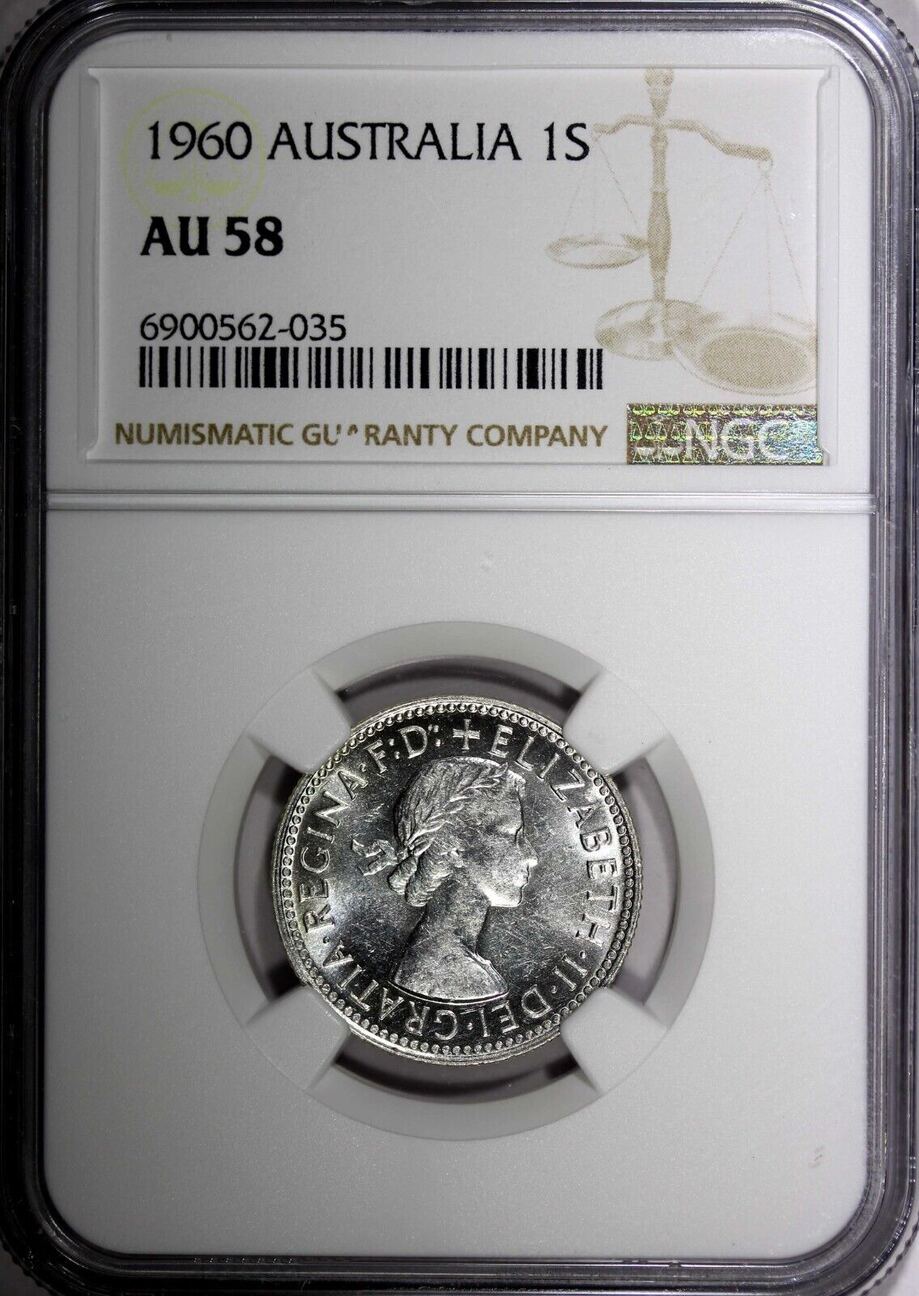 1960 AUSTRALIA 1S
AU 58
6900562-035
NUMISMATIC GU RANTY COMPANY
NGC
+ ELIZABETH·II·DEI·GRATIA·REGINA·F:D: